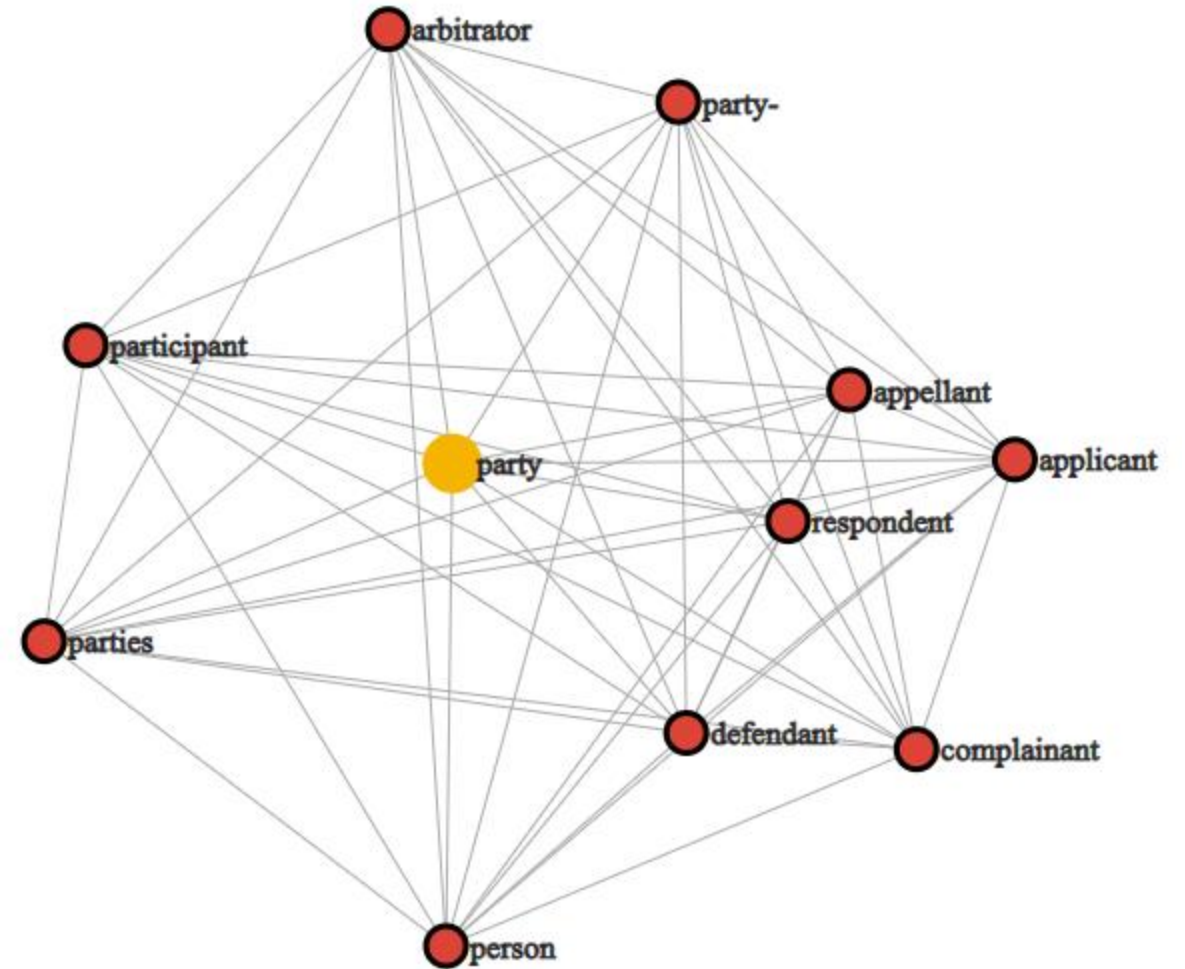 arbitrator
party-
participant
appellant
applicant
party
respondent
parties
defendant
complainant
person